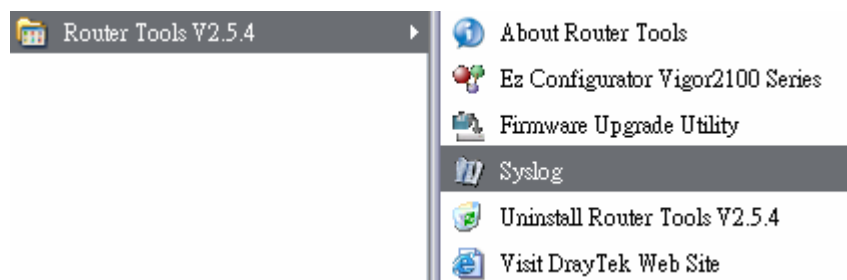 Router Tools V2.5.4
About Router Tools
Ez Configurator Vigor2100 Series
Firmware Upgrade Utility
Syslog
Uninstall Router Tools V2.5.4
Visit DrayTek Web Site